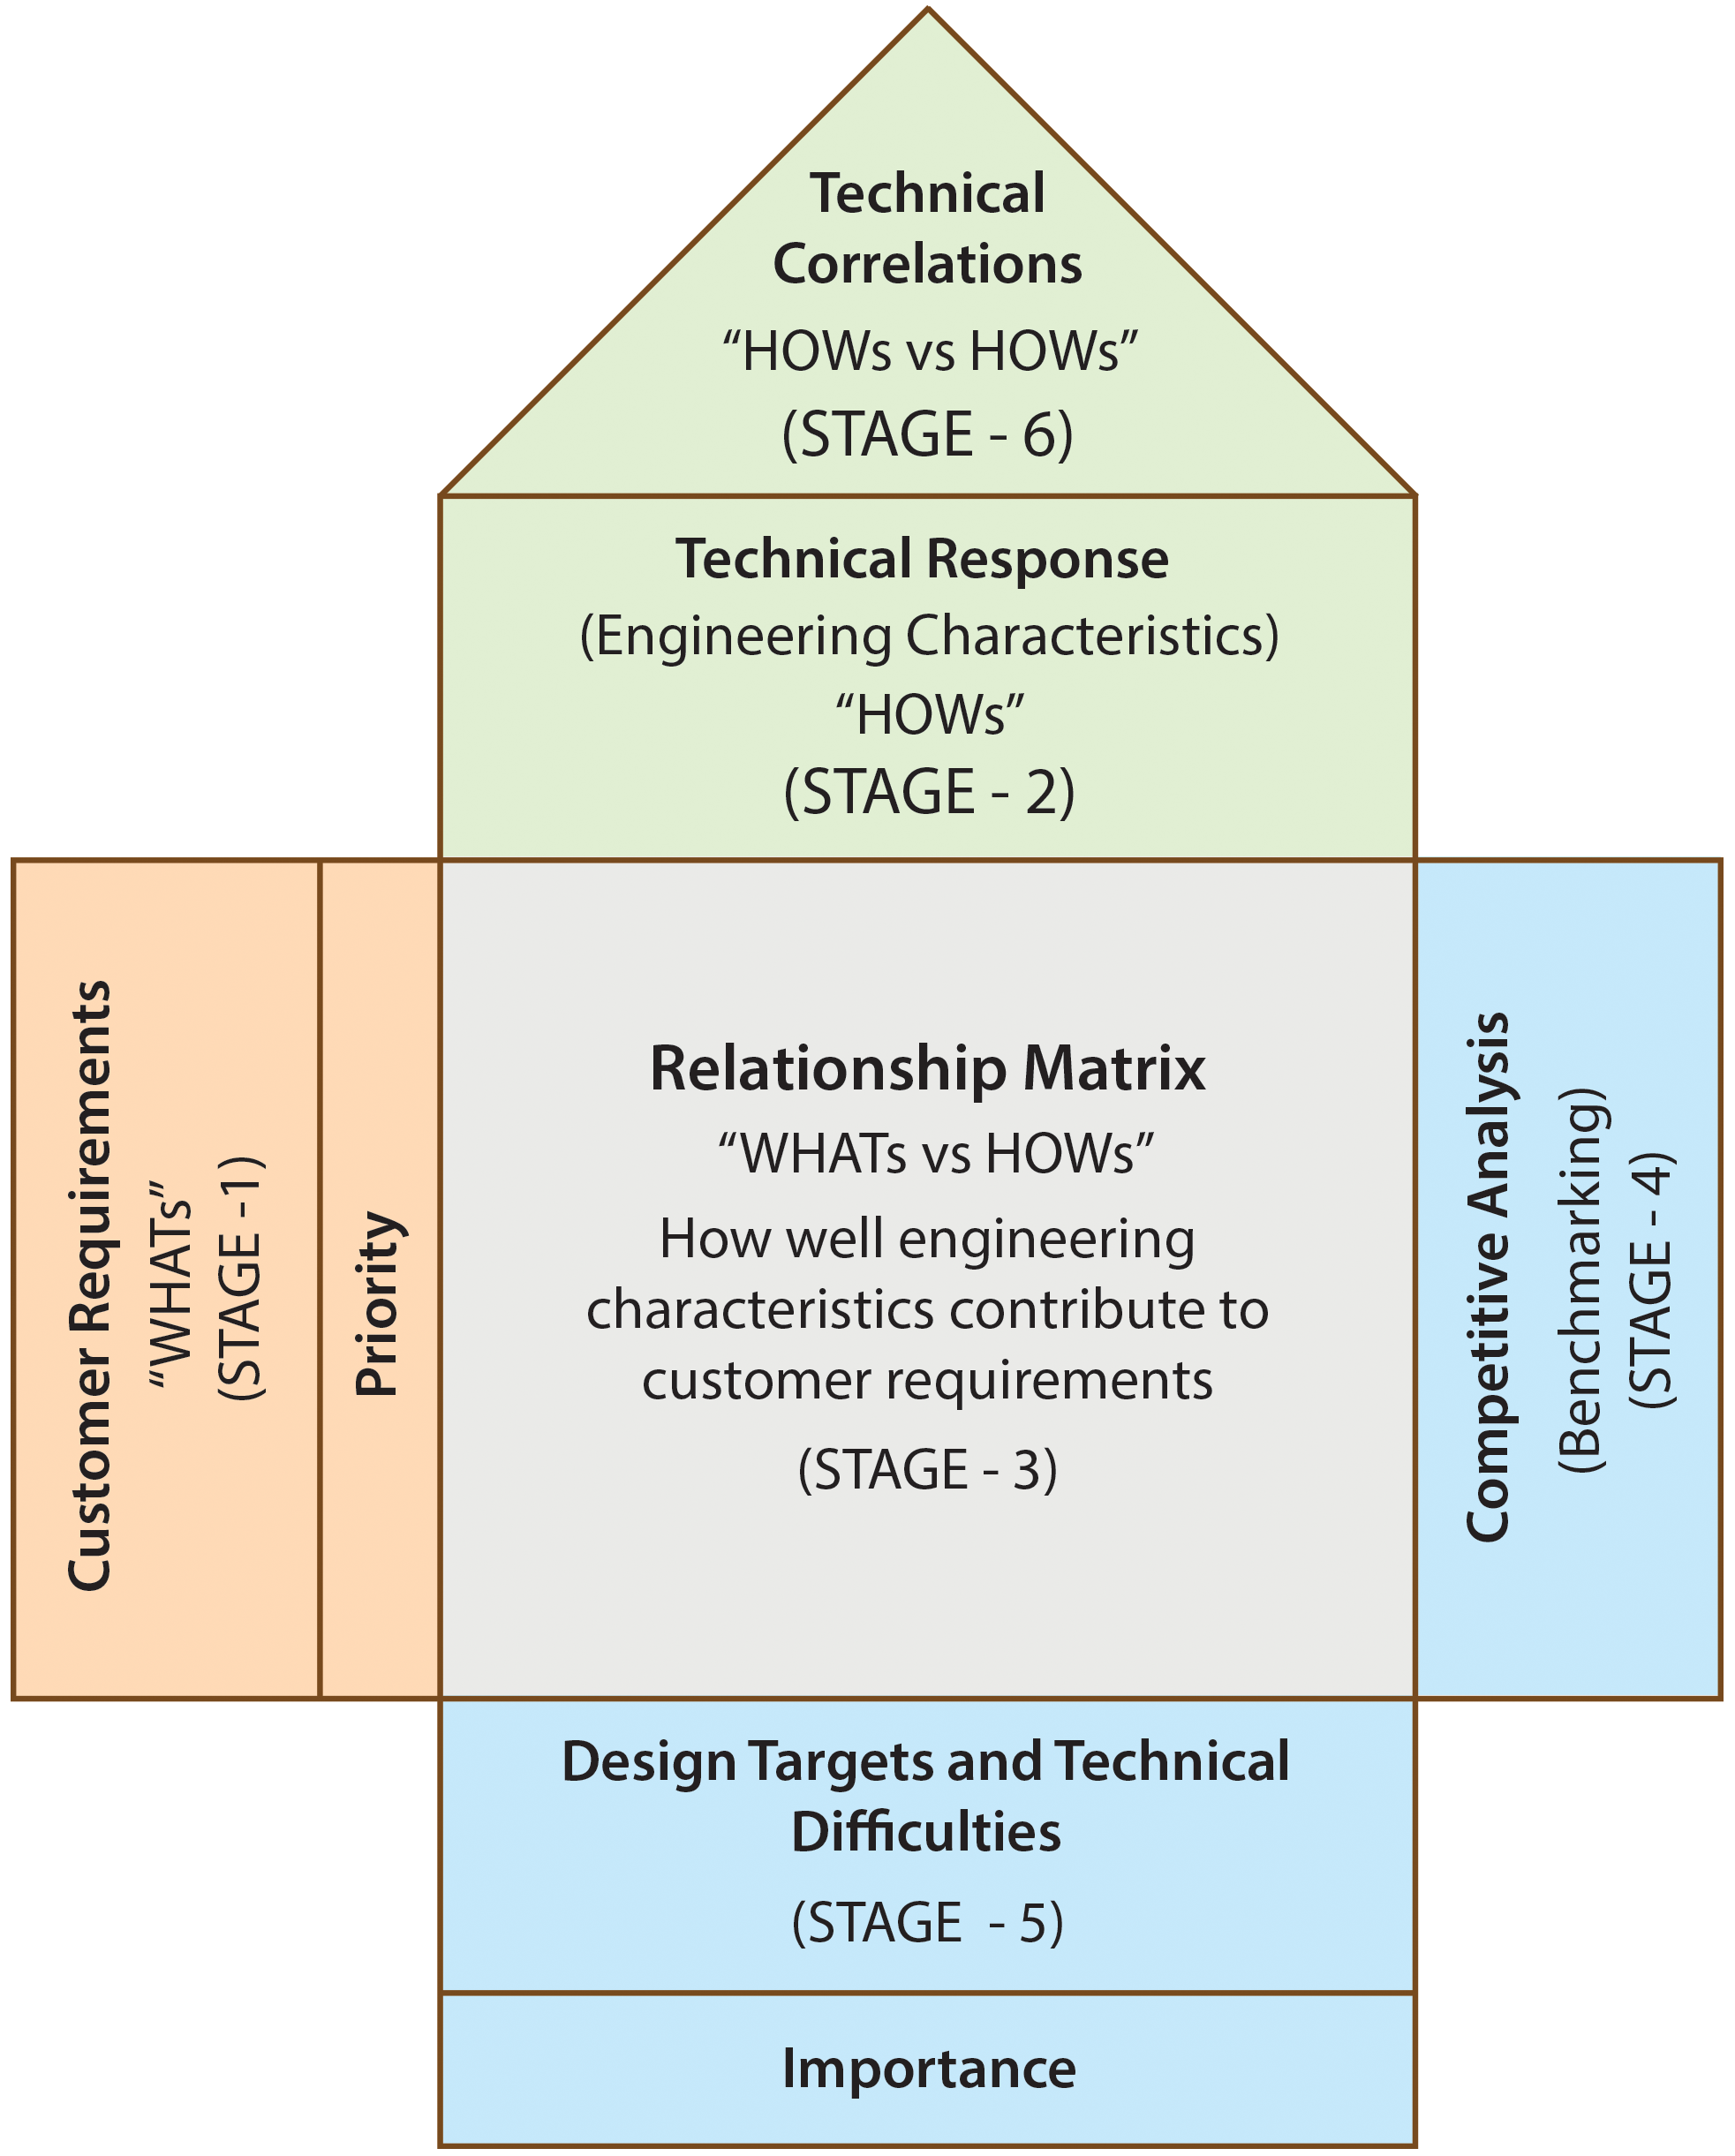 Technical
Correlations
“HOWs vs HOWs”
(STAGE - 6)
Technical Response
(Engineering Characteristics)
“HOWs”
(STAGE - 2)
Customer Requirements
“WHATs”
(STAGE -1)
Priority
Relationship Matrix
“WHATs vs HOWs”
How well engineering
characteristics contribute to
customer requirements
(STAGE - 3)
Competitive Analysis
(Benchmarking)
(STAGE - 4)
Design Targets and Technical
Difficulties
(STAGE - 5)
Importance